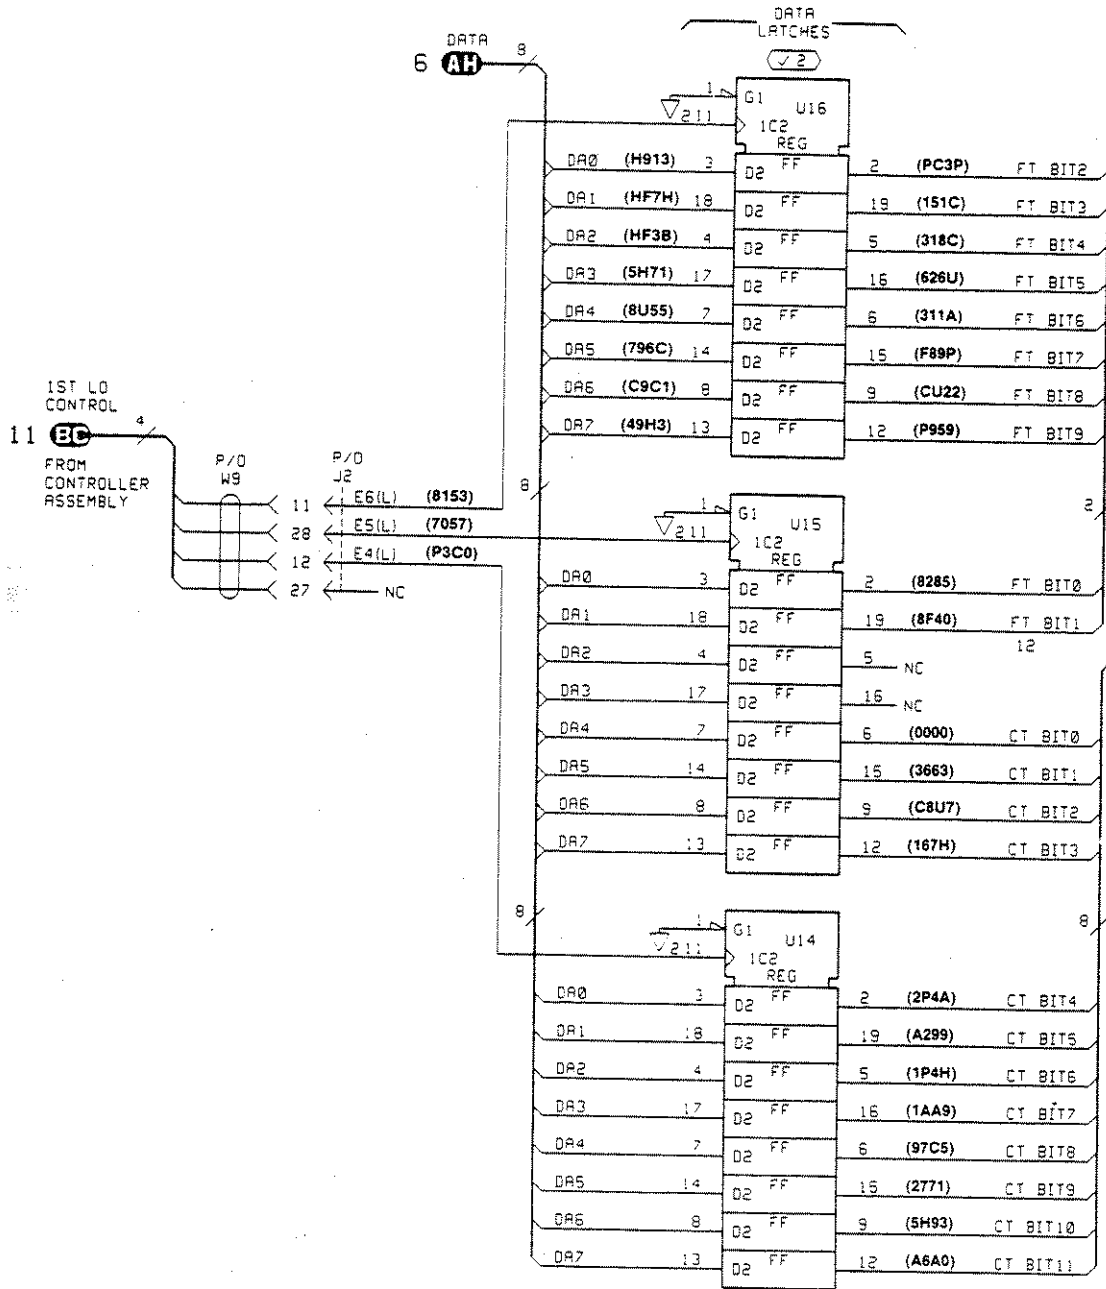 DATA
LATCHES
√ 2
DATA
6 AH 8
1 G1
U16
2 11 1C2
REG
DA0 (H913) 3 D2 FF 2 (PC3P) FT BIT2
DA1 (HF7H) 18 D2 FF 19 (151C) FT BIT3
DA2 (HF3B) 4 D2 FF 5 (318C) FT BIT4
DA3 (5H71) 17 D2 FF 16 (626U) FT BIT5
DA4 (8U55) 7 D2 FF 6 (311A) FT BIT6
DA5 (796C) 14 D2 FF 15 (F89P) FT BIT7
DA6 (C9C1) 8 D2 FF 9 (CU22) FT BIT8
DA7 (49H3) 13 D2 FF 12 (P959) FT BIT9
1ST LO
CONTROL
11 BC 4
FROM
CONTROLLER
ASSEMBLY
P/O
W9
P/O
J2
8
11 E6(L) (8153)
28 E5(L) (7057)
12 E4(L) (P3C0)
27 NC
2
1 G1
U15
2 11 1C2
REG
DA0 3 D2 FF 2 (8285) FT BIT0
DA1 18 D2 FF 19 (8F40) FT BIT1
12
DA2 4 D2 FF 5 NC
DA3 17 D2 FF 16 NC
DA4 7 D2 FF 6 (0000) CT BIT0
DA5 14 D2 FF 15 (3663) CT BIT1
DA6 8 D2 FF 9 (C8U7) CT BIT2
DA7 13 D2 FF 12 (167H) CT BIT3
8
8
1 G1
U14
2 11 1C2
REG
DA0 3 D2 FF 2 (2P4A) CT BIT4
DA1 18 D2 FF 19 (A299) CT BIT5
DA2 4 D2 FF 5 (1P4H) CT BIT6
DA3 17 D2 FF 16 (1AA9) CT BIT7
DA4 7 D2 FF 6 (97C5) CT BIT8
DA5 14 D2 FF 15 (2771) CT BIT9
DA6 8 D2 FF 9 (5H93) CT BIT10
DA7 13 D2 FF 12 (A6A0) CT BIT11